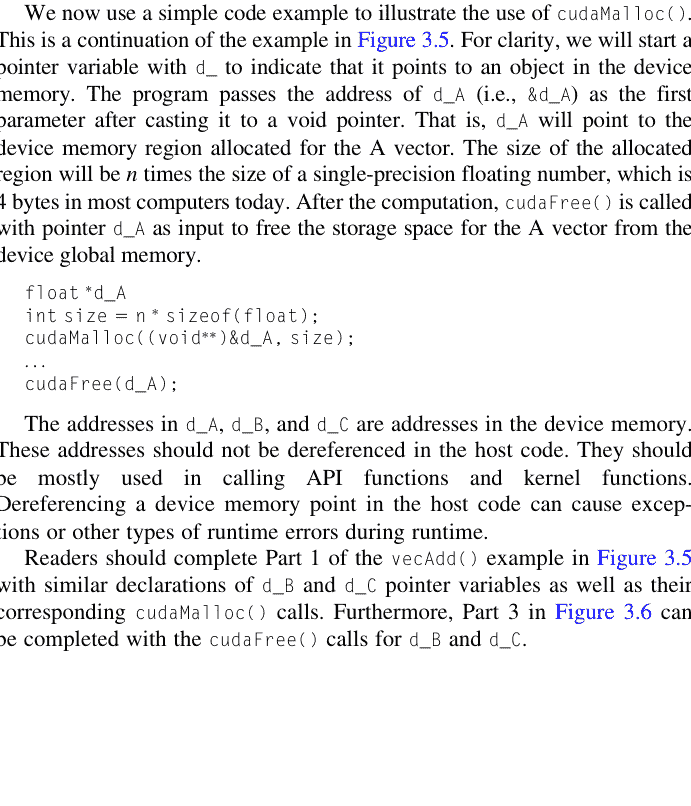 We now use a simple code example to illustrate the use of cudaMalloc().
This is a continuation of the example in Figure 3.5. For clarity, we will start a
pointer variable with d_ to indicate that it points to an object in the device
memory. The program passes the address of d_A (i.e., &d_A) as the first
parameter after casting it to a void pointer. That is, d_A will point to the
device memory region allocated for the A vector. The size of the allocated
region will be n times the size of a single-precision floating number, which is
4 bytes in most computers today. After the computation, cudaFree() is called
with pointer d_A as input to free the storage space for the A vector from the
device global memory.
float *d_A
int size = n * sizeof(float);
cudaMalloc((void**)&d_A, size);
...
cudaFree(d_A);
The addresses in d_A, d_B, and d_C are addresses in the device memory.
These addresses should not be dereferenced in the host code. They should
be mostly used in calling API functions and kernel functions.
Dereferencing a device memory point in the host code can cause excep-
tions or other types of runtime errors during runtime.
Readers should complete Part 1 of the vecAdd() example in Figure 3.5
with similar declarations of d_B and d_C pointer variables as well as their
corresponding cudaMalloc() calls. Furthermore, Part 3 in Figure 3.6 can
be completed with the cudaFree() calls for d_B and d_C.